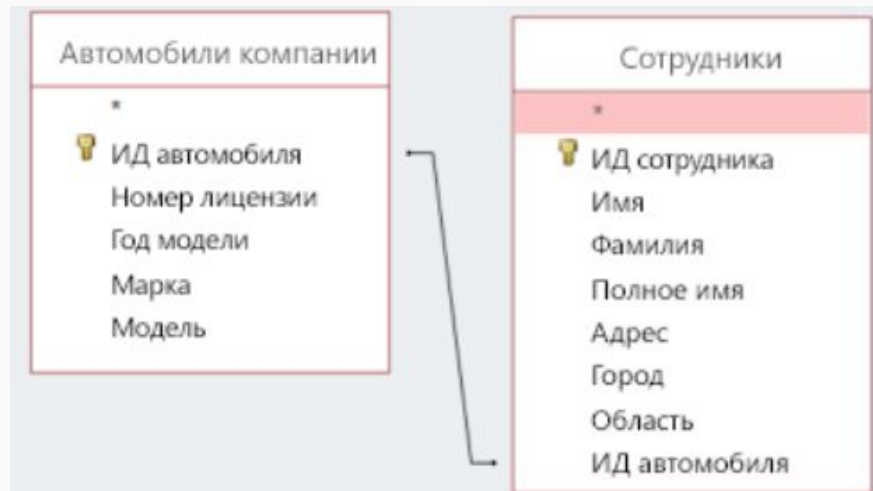 Автомобили компании
*
ИД автомобиля
Номер лицензии
Год модели
Марка
Модель
Сотрудники
*
ИД сотрудника
Имя
Фамилия
Полное имя
Адрес
Город
Область
ИД автомобиля